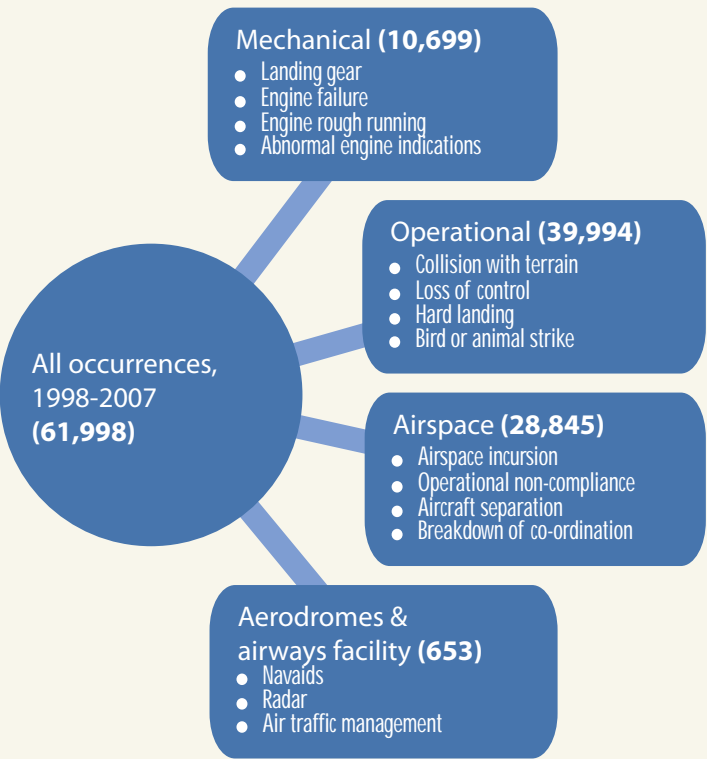 Mechanical (10,699)
● Landing gear
● Engine failure
● Engine rough running
● Abnormal engine indications
Operational (39,994)
● Collision with terrain
● Loss of control
● Hard landing
● Bird or animal strike
All occurrences,
1998-2007
(61,998)
Airspace (28,845)
● Airspace incursion
● Operational non-compliance
● Aircraft separation
● Breakdown of co-ordination
Aerodromes &
airways facility (653)
● Navaids
● Radar
● Air traffic management